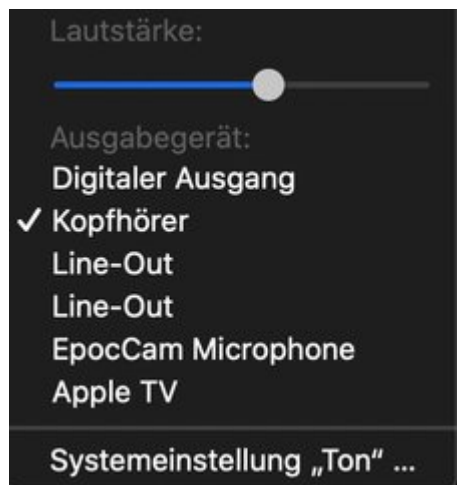 Lautstärke:
Ausgabegerät:
Digitaler Ausgang
Kopfhörer
Line-Out
Line-Out
EpocCam Microphone
Apple TV
Systemeinstellung „Ton“ ...